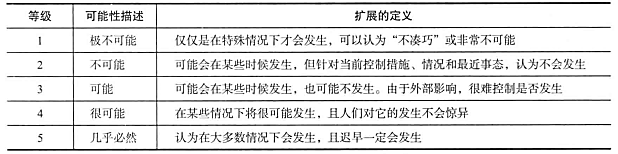 等级 可能性描述 扩展的定义
1 极不可能 仅仅是在特殊情况下才会发生，可以认为“不凑巧”或非常不可能
2 不可能 可能会在某些时候发生，但针对当前控制措施、情况和最近事态，认为不会发生
3 可能 可能会在某些时候发生，也可能不发生。由于外部影响，很难控制是否发生
4 很可能 在某些情况下将很可能发生，且人们对它的发生不会惊异
5 几乎必然 认为在大多数情况下会发生，且迟早一定会发生